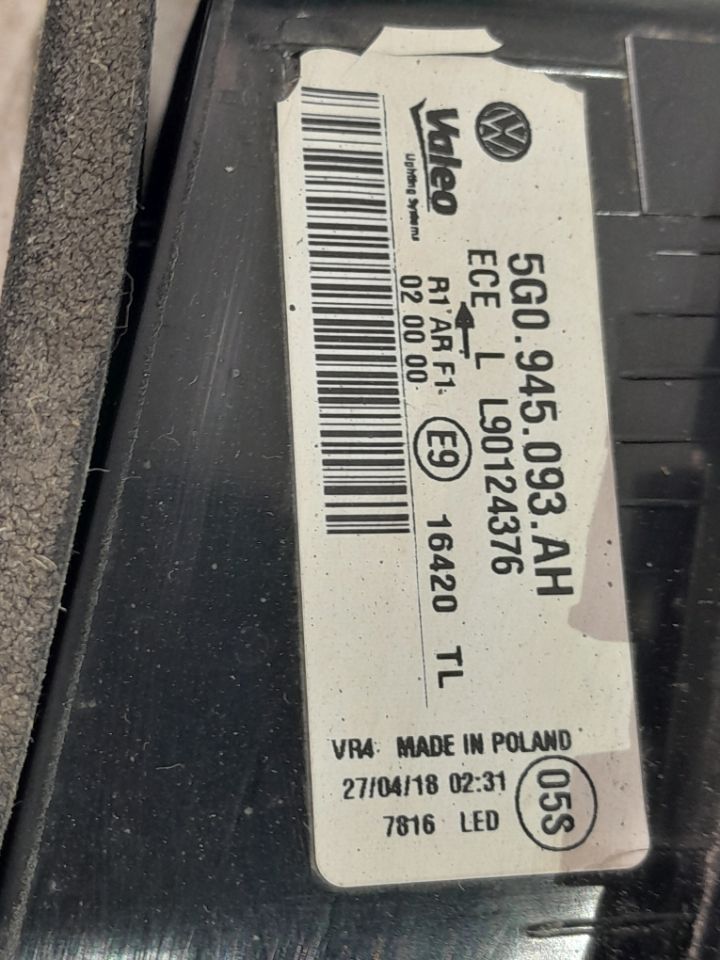 VW
Valeo
Lighting Systems
5G0.945.093.AH
ECE L L90124376
R1 AR F1
02 00 00
E9
16420 TL
VR4 MADE IN POLAND
27/04/18 02:31
7816 LED
05S